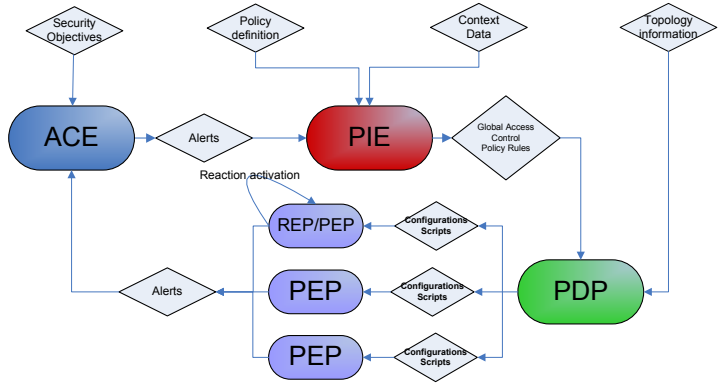 Security
Objectives
Policy
definition
Context
Data
Topology
information
ACE
Alerts
PIE
Global Access
Control
Policy Rules
Reaction activation
REP/PEP
Configurations
Scripts
Alerts
PEP
Configurations
Scripts
PDP
PEP
Configurations
Scripts